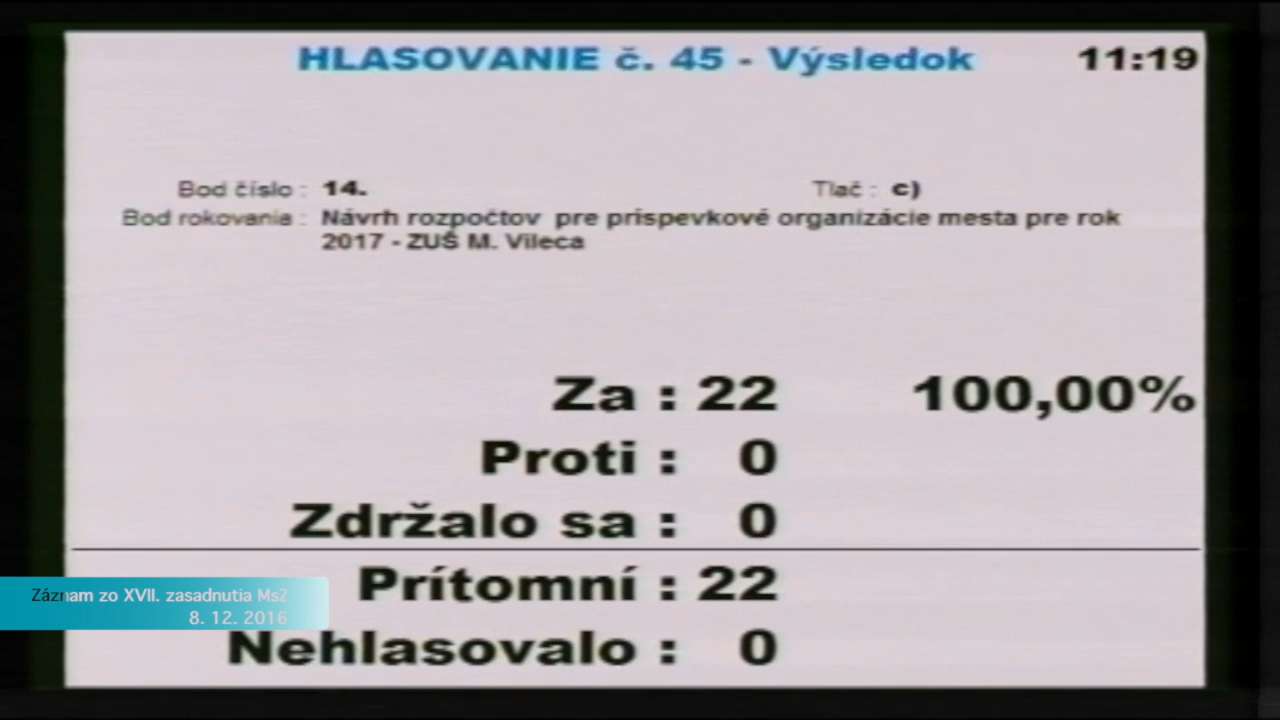 HLASOVANIE č. 45 - Výsledok 11:19
Bod číslo : 14. Tlač : c)
Bod rokovania : Návrh rozpočtov pre príspevkové organizácie mesta pre rok
2017 - ZUŠ M. Vileca
Za : 22 100,00%
Proti : 0
Zdržalo sa : 0
Prítomní : 22
Záznam zo XVII. zasadnutia MsZ
8. 12. 2016
Nehlasovalo : 0